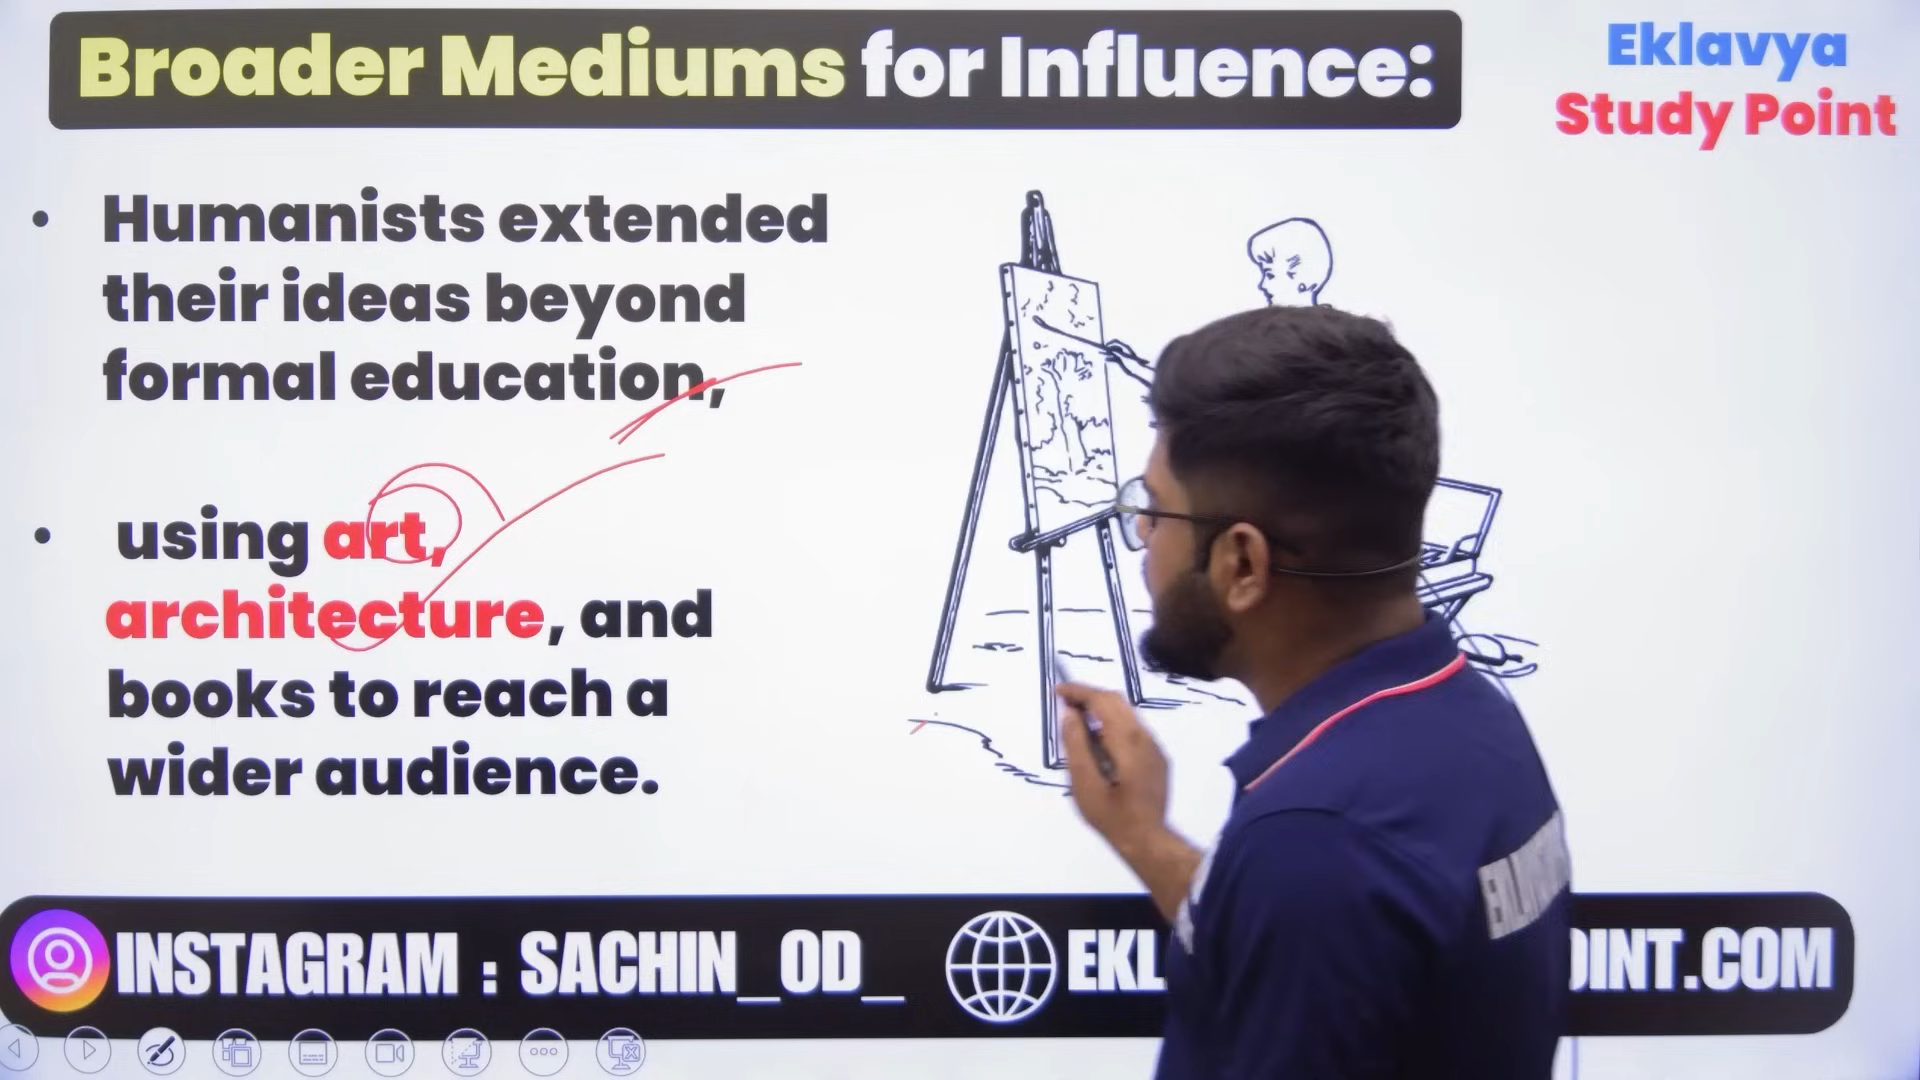 Broader Mediums for Influence:
Eklavya
Study Point
• Humanists extended
their ideas beyond
formal education,
• using art,
architecture, and
books to reach a
wider audience.
INSTAGRAM : SACHIN_OD_
EKL
OINT.COM